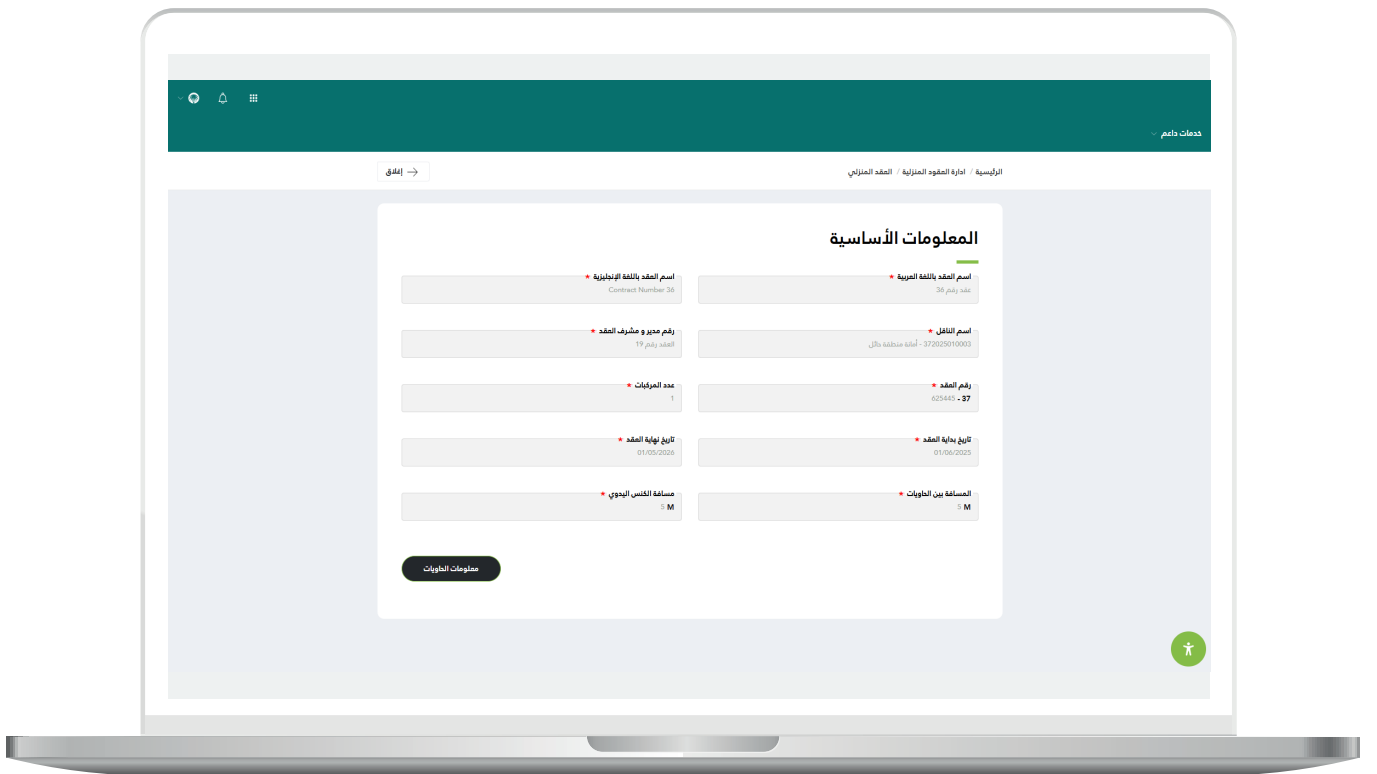 خدمات داعم
الرئيسية / ادارة العقود المنزلية / العقد المنزلي
إغلاق
المعلومات الأساسية
اسم العقد باللغة العربية *
عقد رقم 36
اسم العقد باللغة الإنجليزية *
Contract Number 36
اسم الناقل *
372025010003 - أمانة منطقة حائل
رقم مدير و مشرف العقد *
العقد رقم 19
رقم العقد *
37 - 625445
عدد المركبات *
1
تاريخ بداية العقد *
01/06/2025
تاريخ نهاية العقد *
01/05/2026
المسافة بين الحاويات *
5 M
مسافة الكنس اليدوي *
5 M
معلومات الحاويات